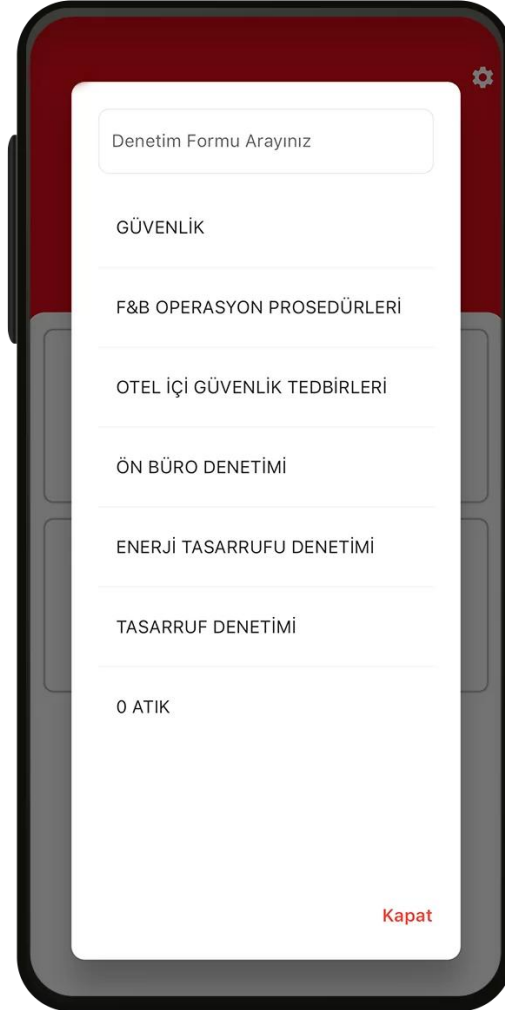 Denetim Formu Arayınız
GÜVENLİK
F&B OPERASYON PROSEDÜRLERİ
OTEL İÇİ GÜVENLİK TEDBİRLERİ
ÖN BÜRO DENETİMİ
ENERJİ TASARRUFU DENETİMİ
TASARRUF DENETİMİ
0 ATIK
Kapat